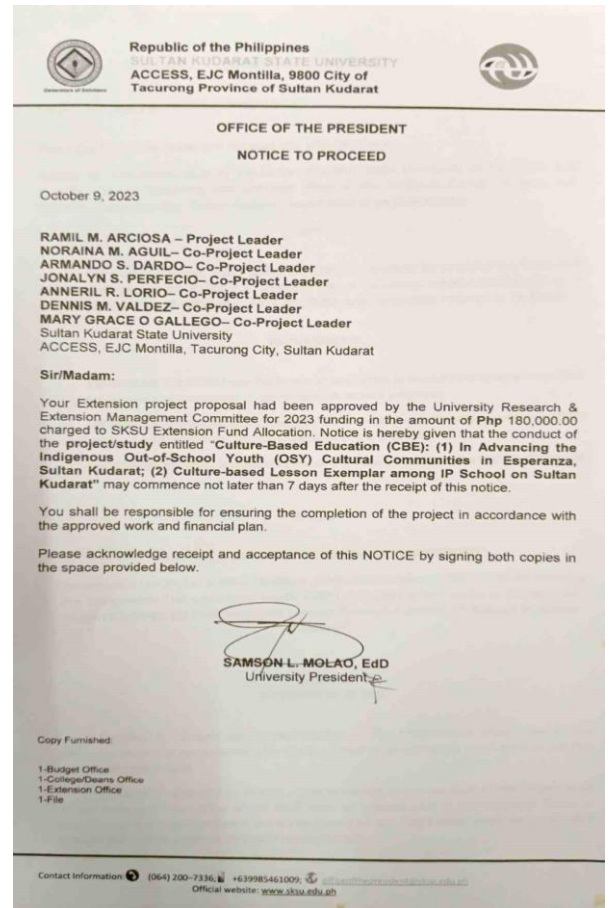 Republic of the Philippines
SULTAN KUDARAT STATE UNIVERSITY
ACCESS, EJC Montilla, 9800 City of
Tacurong Province of Sultan Kudarat
OFFICE OF THE PRESIDENT
NOTICE TO PROCEED
October 9, 2023
RAMIL M. ARCIOSA – Project Leader
NORAINA M. AGUIL– Co-Project Leader
ARMANDO S. DARDO– Co-Project Leader
JONALYN S. PERFECIO– Co-Project Leader
ANNERIL R. LORIO– Co-Project Leader
DENNIS M. VALDEZ– Co-Project Leader
MARY GRACE O GALLEGO– Co-Project Leader
Sultan Kudarat State University
ACCESS, EJC Montilla, Tacurong City, Sultan Kudarat
Sir/Madam:
Your Extension project proposal had been approved by the University Research &
Extension Management Committee for 2023 funding in the amount of Php 180,000.00
charged to SKSU Extension Fund Allocation. Notice is hereby given that the conduct of
the project/study entitled "Culture-Based Education (CBE): (1) In Advancing the
Indigenous Out-of-School Youth (OSY) Cultural Communities in Esperanza,
Sultan Kudarat; (2) Culture-based Lesson Exemplar among IP School on Sultan
Kudarat" may commence not later than 7 days after the receipt of this notice.
You shall be responsible for ensuring the completion of the project in accordance with
the approved work and financial plan.
Please acknowledge receipt and acceptance of this NOTICE by signing both copies in
the space provided below.
SAMSON L. MOLAO, EdD
University President
Copy Furnished:
1-Budget Office
1-College/Deans Office
1-Extension Office
1-File
Contact Information: (064) 200–7336; +639985461009;
Official website: www.sksu.edu.ph